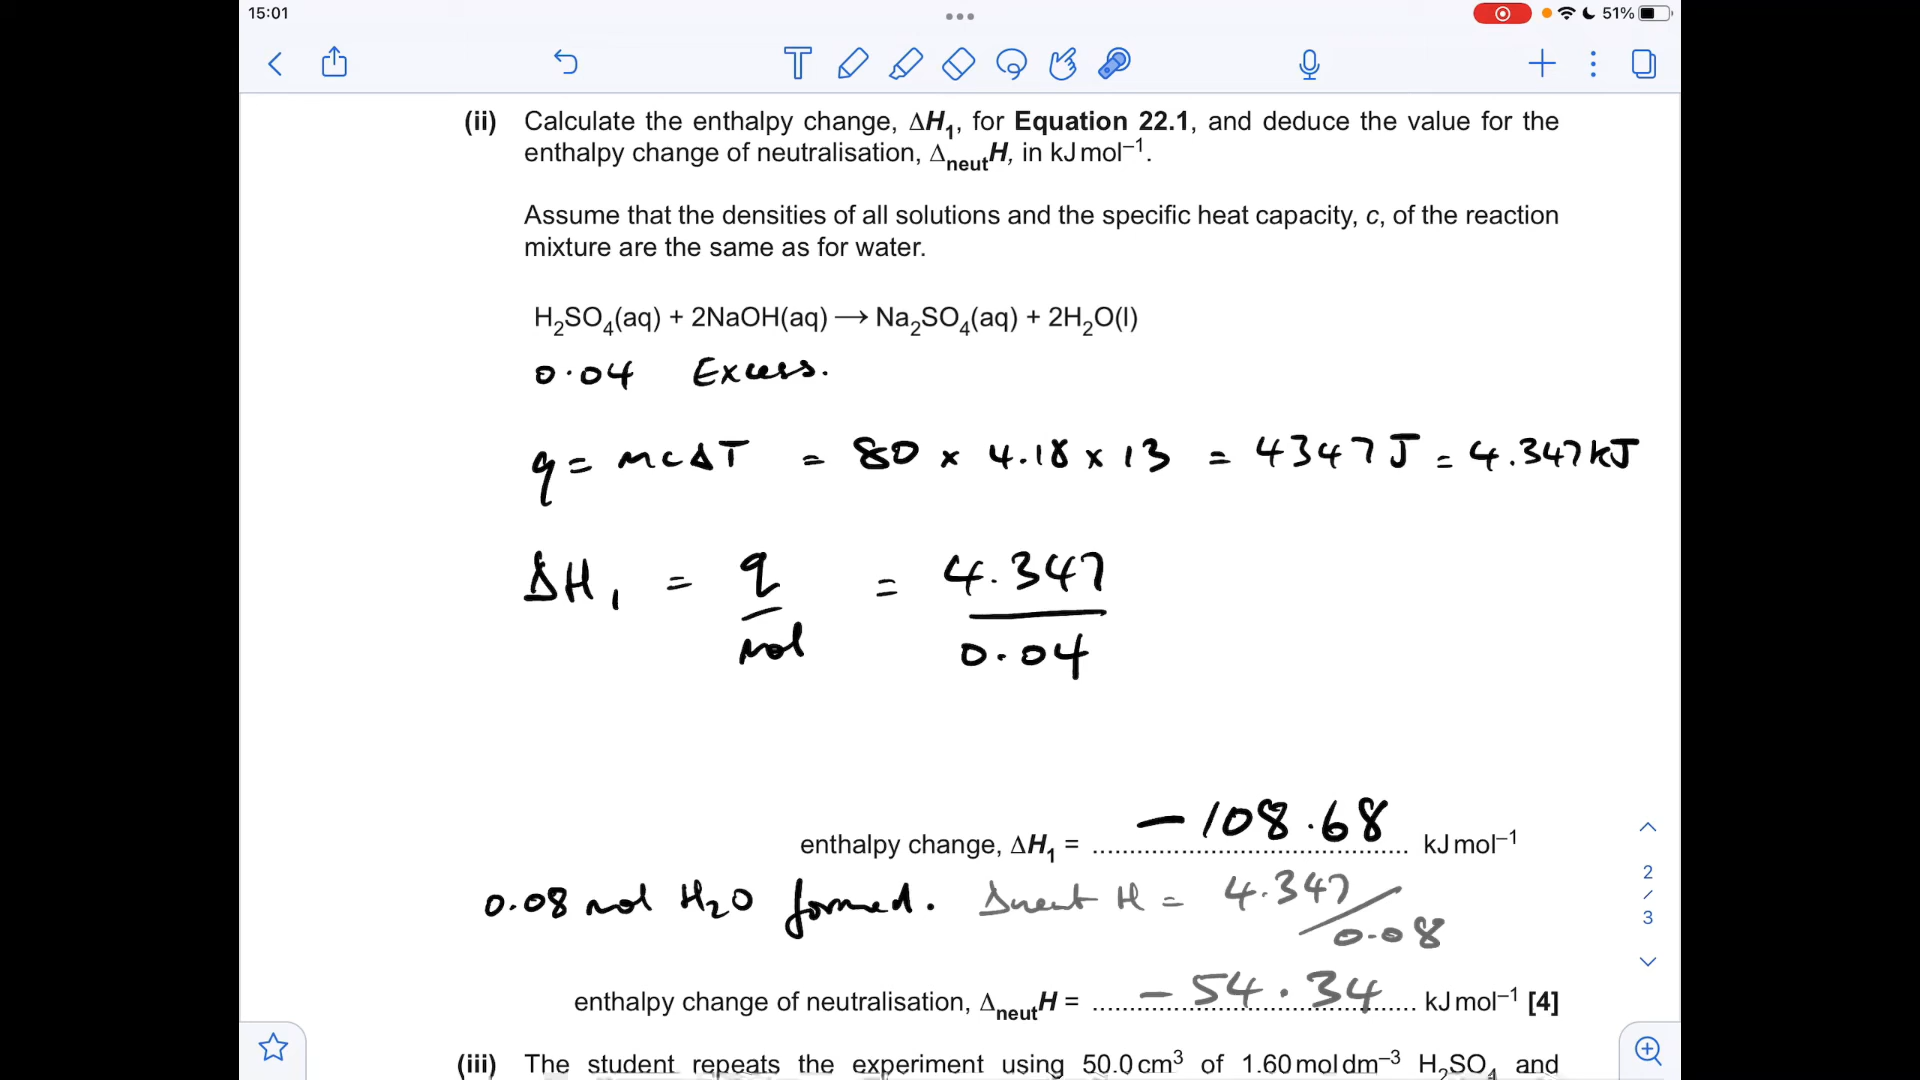 15:01
51%
(ii) Calculate the enthalpy change, ΔH₁, for Equation 22.1, and deduce the value for the
enthalpy change of neutralisation, ΔneutH, in kJ mol⁻¹.
Assume that the densities of all solutions and the specific heat capacity, c, of the reaction
mixture are the same as for water.
H₂SO₄(aq) + 2NaOH(aq) → Na₂SO₄(aq) + 2H₂O(l)
0.04 Excess.
q = mcΔT = 80 × 4.18 × 13 = 4347 J = 4.347 kJ
ΔH₁ = q/mol = 4.347/0.04
enthalpy change, ΔH₁ = −108.68 kJ mol⁻¹
0.08 mol H₂O formed. Δneut H = 4.347/0.08
enthalpy change of neutralisation, ΔneutH = −54.34 kJ mol⁻¹ [4]
2
/
3
(iii) The student repeats the experiment using 50.0 cm³ of 1.60 mol dm⁻³ H₂SO₄ and